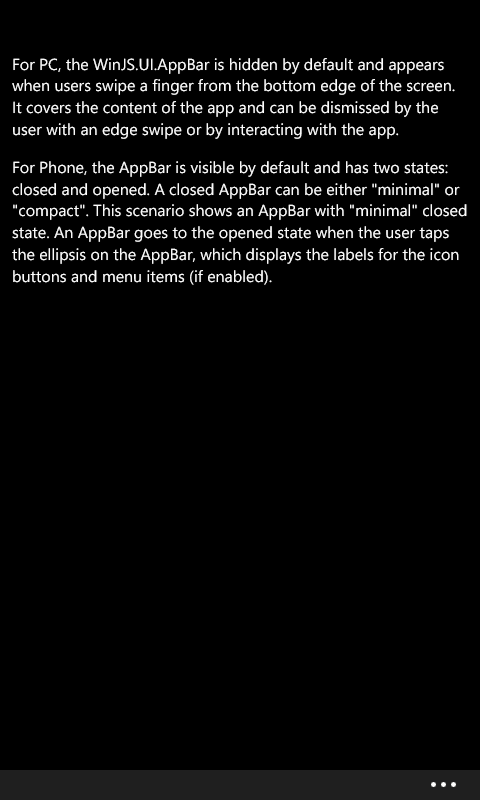 For PC, the WinJS.UI.AppBar is hidden by default and appears
when users swipe a finger from the bottom edge of the screen.
It covers the content of the app and can be dismissed by the
user with an edge swipe or by interacting with the app.
For Phone, the AppBar is visible by default and has two states:
closed and opened. A closed AppBar can be either "minimal" or
"compact". This scenario shows an AppBar with "minimal" closed
state. An AppBar goes to the opened state when the user taps
the ellipsis on the AppBar, which displays the labels for the icon
buttons and menu items (if enabled).